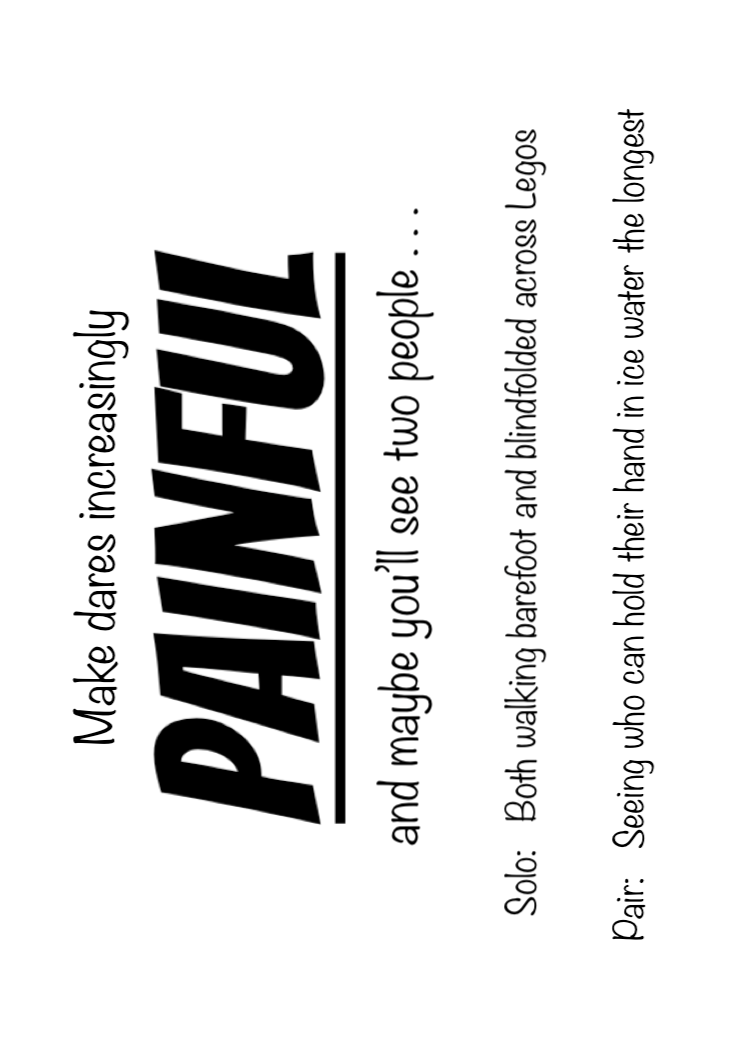 Make dares increasingly
PAINFUL
and maybe you'll see two people . . .
Solo: Both walking barefoot and blindfolded across Legos
Pair: Seeing who can hold their hand in ice water the longest